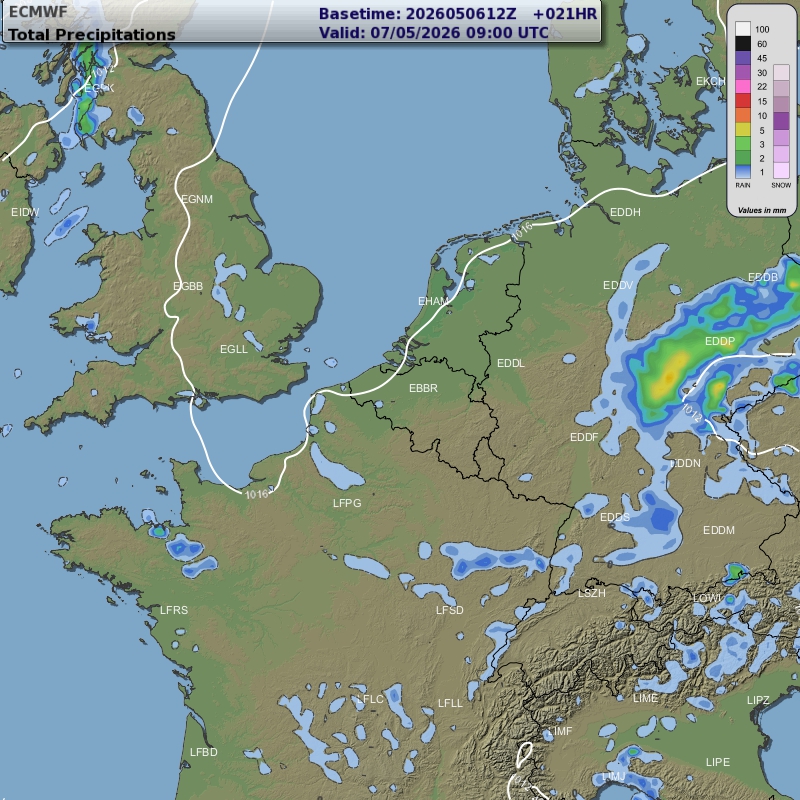 ECMWF
Basetime: 2026050612Z +021HR
Total Precipitations
Valid: 07/05/2026 09:00 UTC
100
60
45
30
22
15
10
5
3
2
1
RAIN
SNOW
Values in mm
1012
EKCH
EIDW
EGNM
EDDH
1016
EGBB
EDDV
EDDB
EHAM
EGLL
EDDP
EDDL
EBBR
1012
EDDF
EDDN
1016
LFPG
EDDS
EDDM
LFRS
LFSD
LSZH
LOWI
LFLC
LFLL
LIME
LIPZ
LIMF
LFBD
LIPE
LIMJ